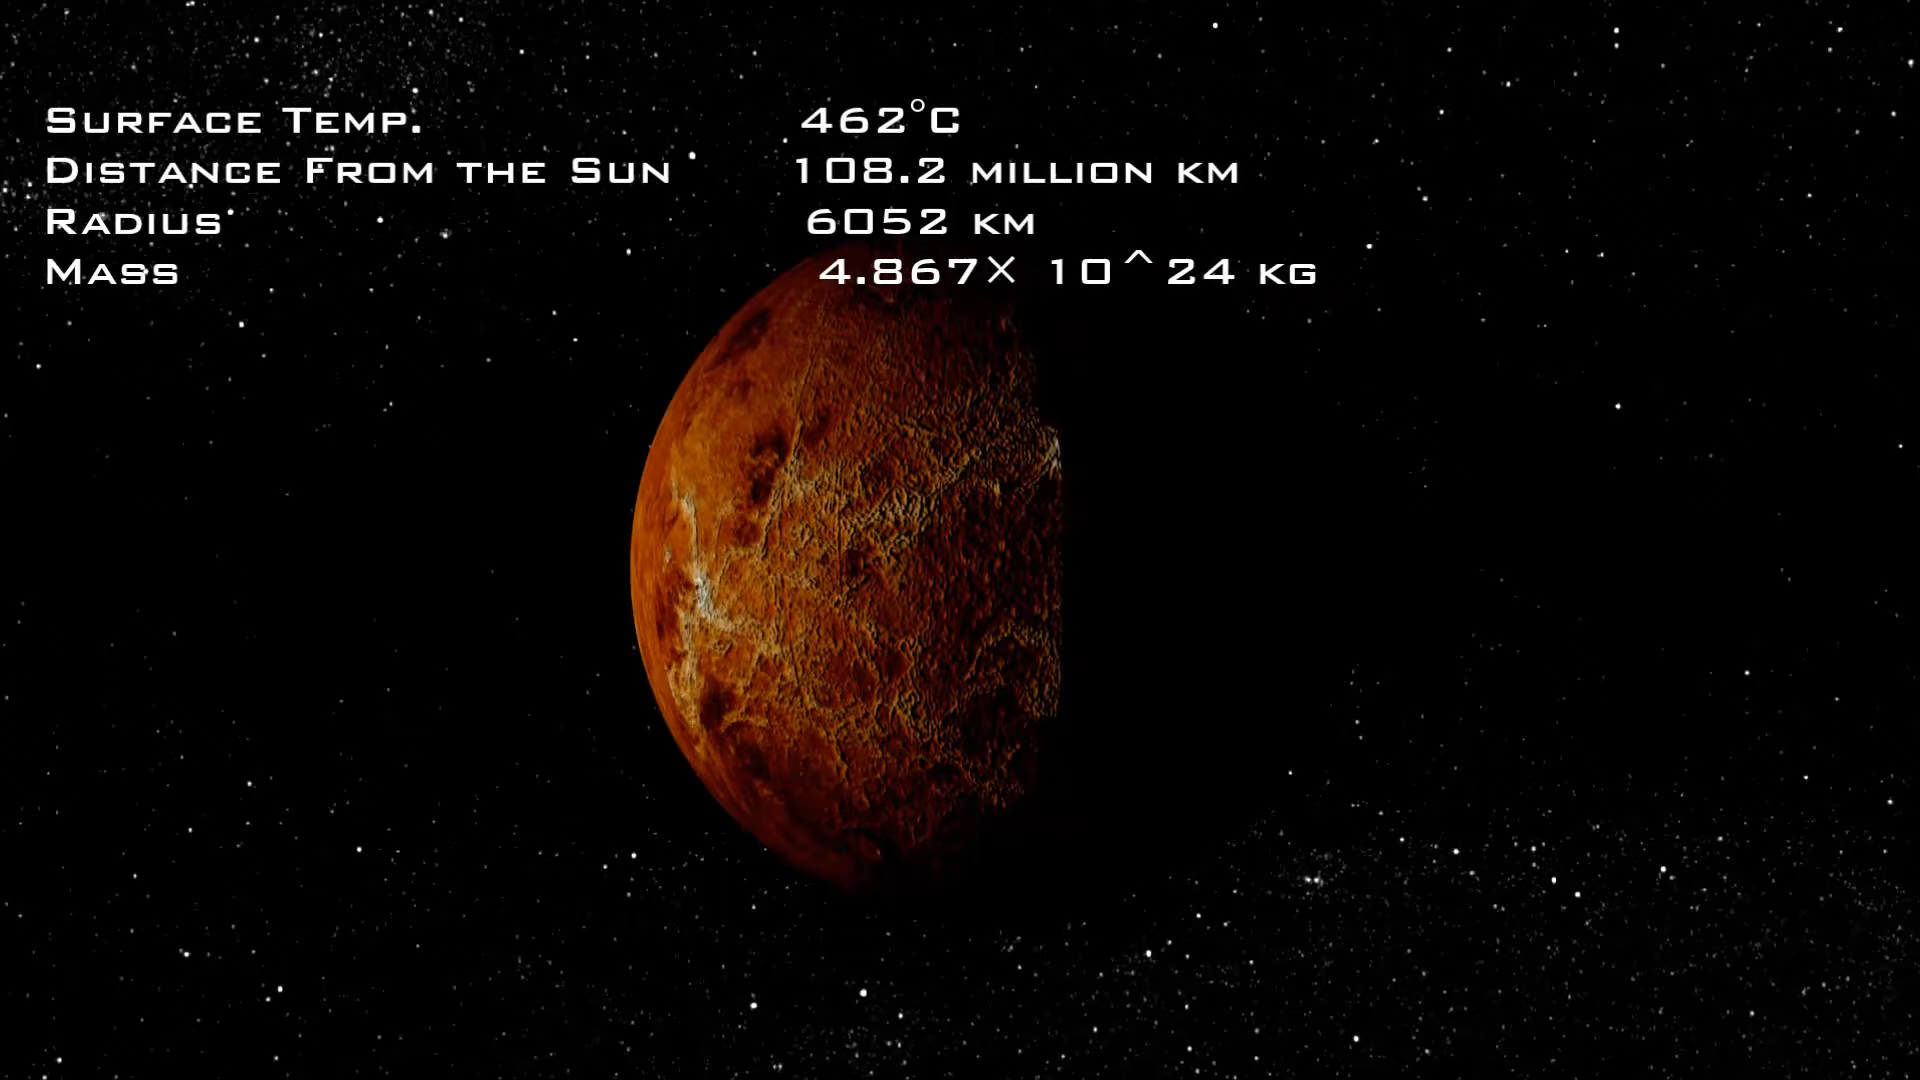 Surface Temp. 462°C
Distance From the Sun 108.2 million km
Radius 6052 km
Mass 4.867× 10^24 kg